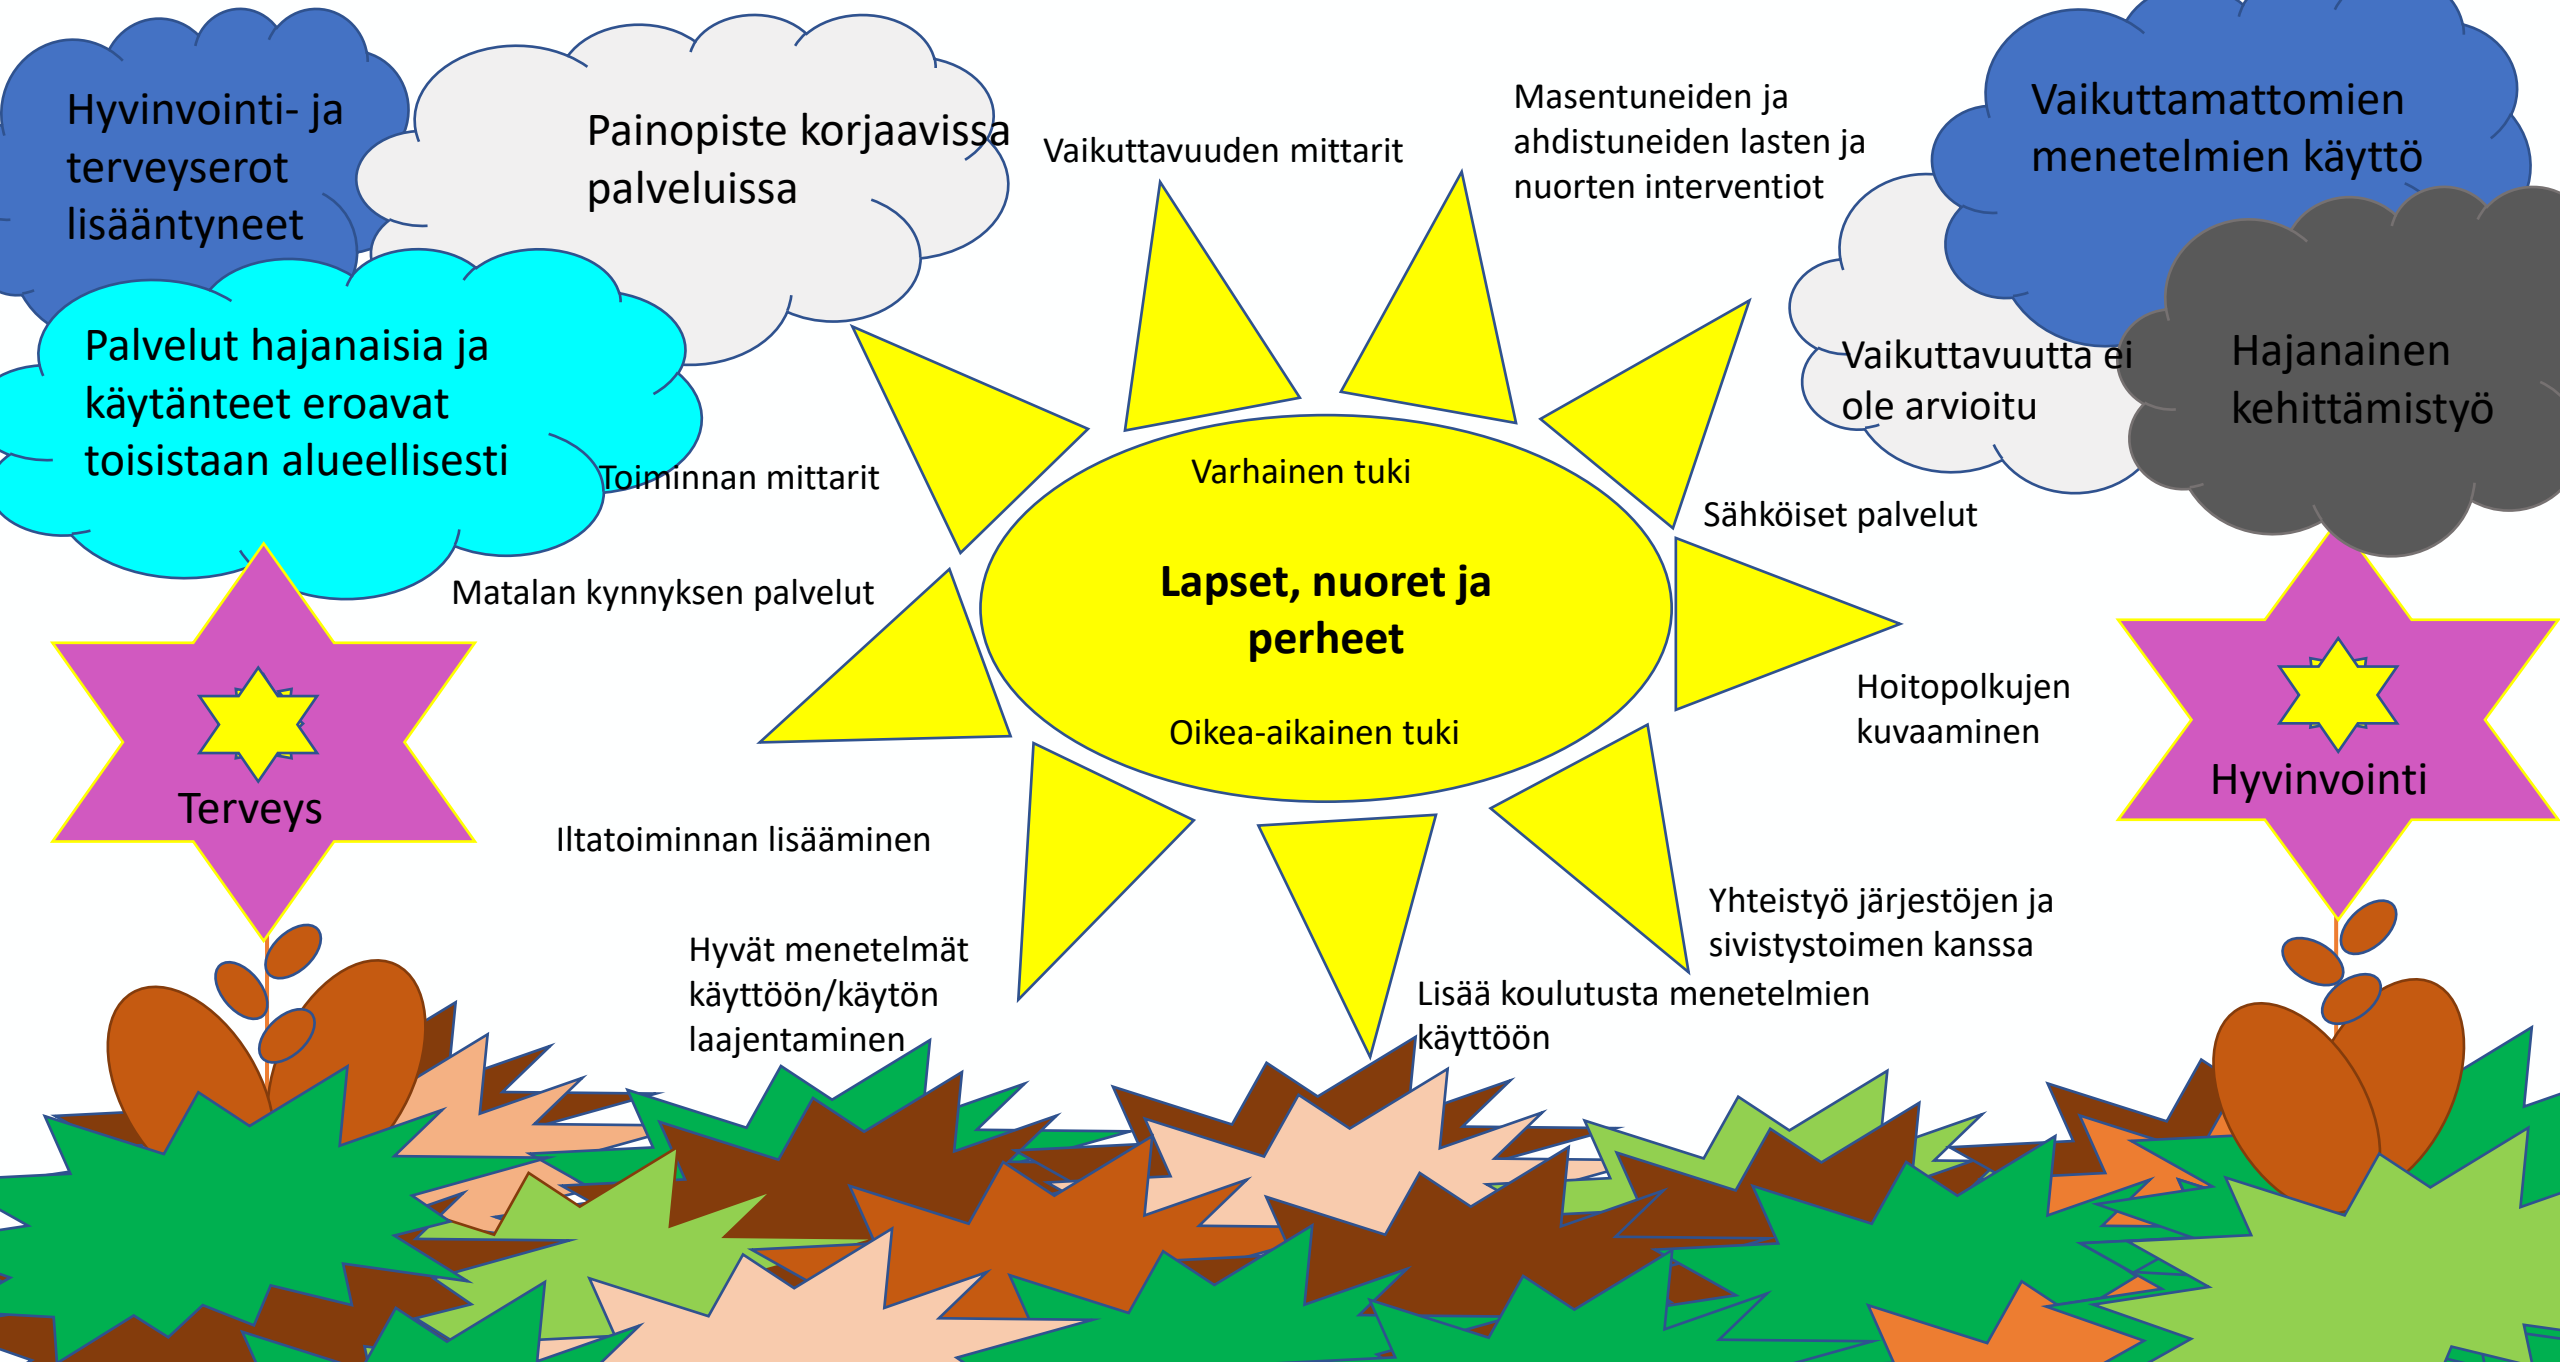 Hyvinvointi- ja
terveyserot
lisääntyneet
Painopiste korjaavissa
palveluissa
Palvelut hajanaisia ja
käytänteet eroavat
toisistaan alueellisesti
Vaikuttavuuden mittarit
Masentuneiden ja
ahdistuneiden lasten ja
nuorten interventiot
Vaikuttamattomien
menetelmien käyttö
Vaikuttavuutta ei
ole arvioitu
Hajanainen
kehittämistyö
Toiminnan mittarit
Matalan kynnyksen palvelut
Varhainen tuki
Lapset, nuoret ja
perheet
Oikea-aikainen tuki
Sähköiset palvelut
Hoitopolkujen
kuvaaminen
Terveys
Hyvinvointi
Iltatoiminnan lisääminen
Hyvät menetelmät
käyttöön/käytön
laajentaminen
Yhteistyö järjestöjen ja
sivistystoimen kanssa
Lisää koulutusta menetelmien
käyttöön